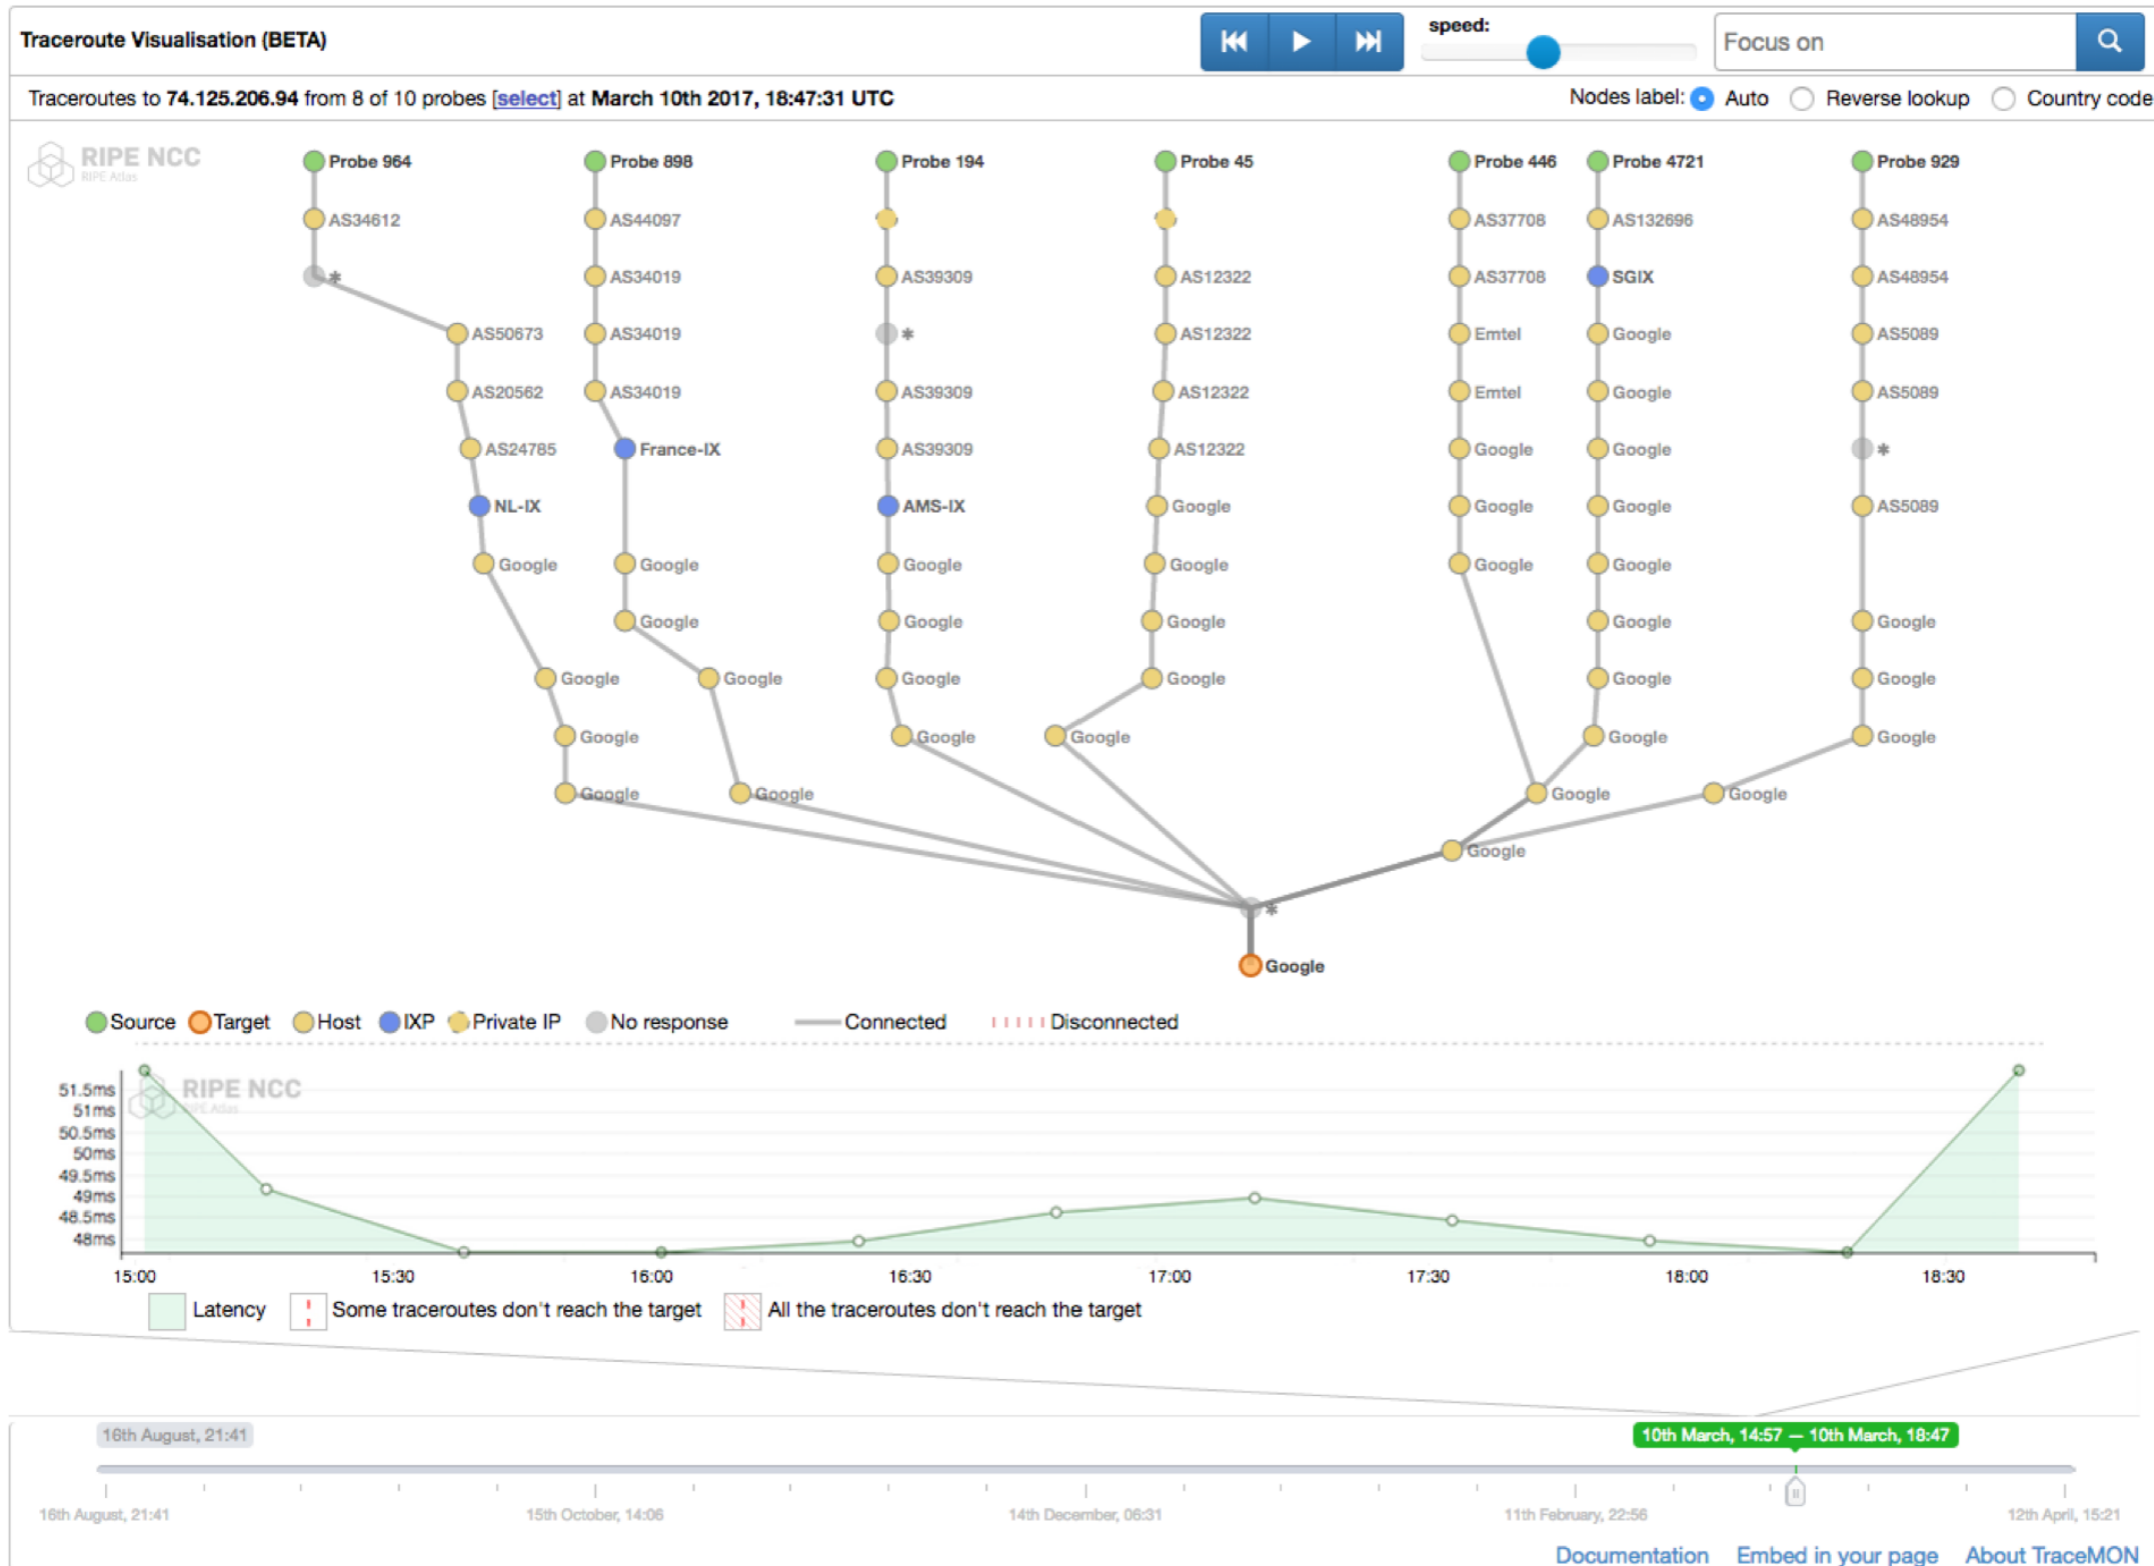 Traceroute Visualisation (BETA)
speed:
Focus on
Traceroutes to 74.125.206.94 from 8 of 10 probes [select] at March 10th 2017, 18:47:31 UTC
Nodes label: Auto Reverse lookup Country code
RIPE NCC
RIPE Atlas
Probe 964 Probe 898 Probe 194 Probe 45 Probe 446 Probe 4721 Probe 929
AS34612 AS44097 AS37708 AS132696 AS48954
* AS34019 AS39309 AS12322 AS37708 SGIX AS48954
AS50673 AS34019 * AS12322 Emtel Google AS5089
AS20562 AS34019 AS39309 AS12322 Emtel Google AS5089
AS24785 France-IX AS39309 AS12322 Google Google *
NL-IX AMS-IX Google Google Google AS5089
Google Google Google Google Google Google
Google Google Google Google Google
Google Google Google Google Google Google
Google Google Google Google Google
Google Google Google Google
Google
*
Google
Source Target Host IXP Private IP No response Connected Disconnected
RIPE NCC
RIPE Atlas
51.5ms
51ms
50.5ms
50ms
49.5ms
49ms
48.5ms
48ms
15:00 15:30 16:00 16:30 17:00 17:30 18:00 18:30
Latency Some traceroutes don't reach the target All the traceroutes don't reach the target
16th August, 21:41 10th March, 14:57 — 10th March, 18:47
16th August, 21:41 15th October, 14:06 14th December, 06:31 11th February, 22:56 12th April, 15:21
Documentation Embed in your page About TraceMON